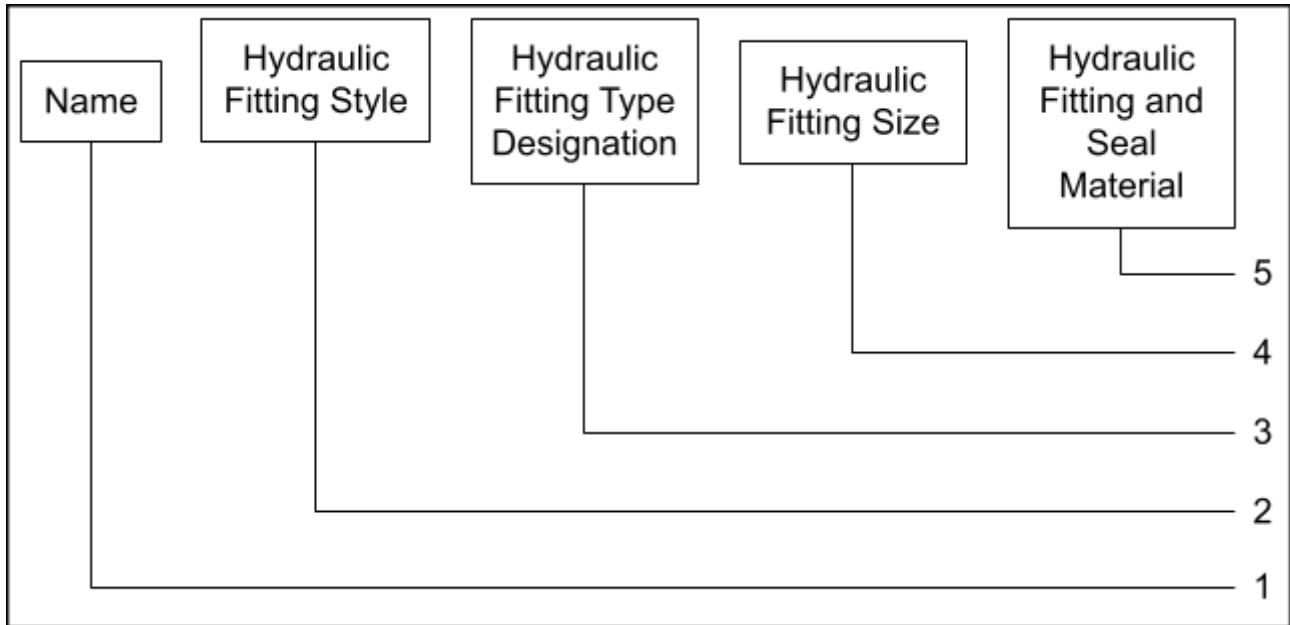 Name
Hydraulic
Fitting Style
Hydraulic
Fitting Type
Designation
Hydraulic
Fitting Size
Hydraulic
Fitting and
Seal
Material
5
4
3
2
1